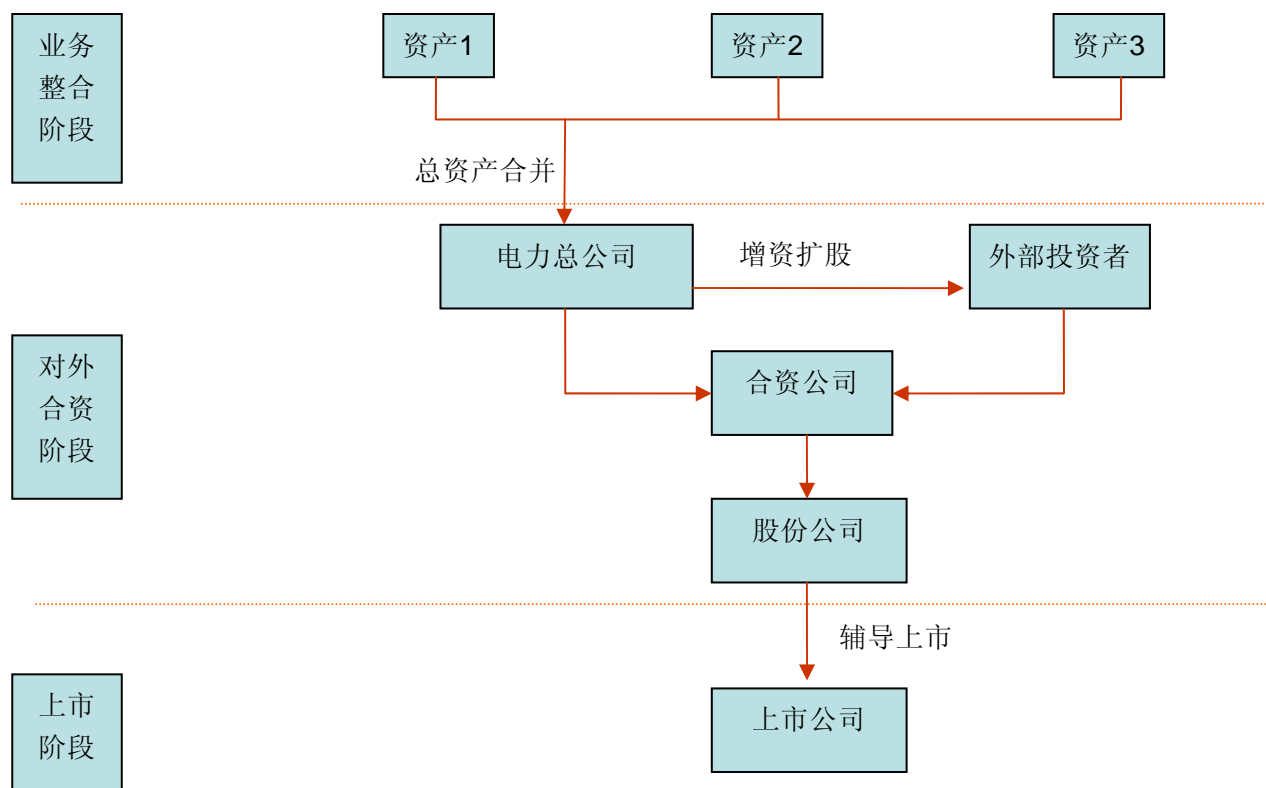 业务
整合
阶段
资产1
资产2
资产3
总资产合并
电力总公司
增资扩股
外部投资者
对外
合资
阶段
合资公司
股份公司
辅导上市
上市
阶段
上市公司